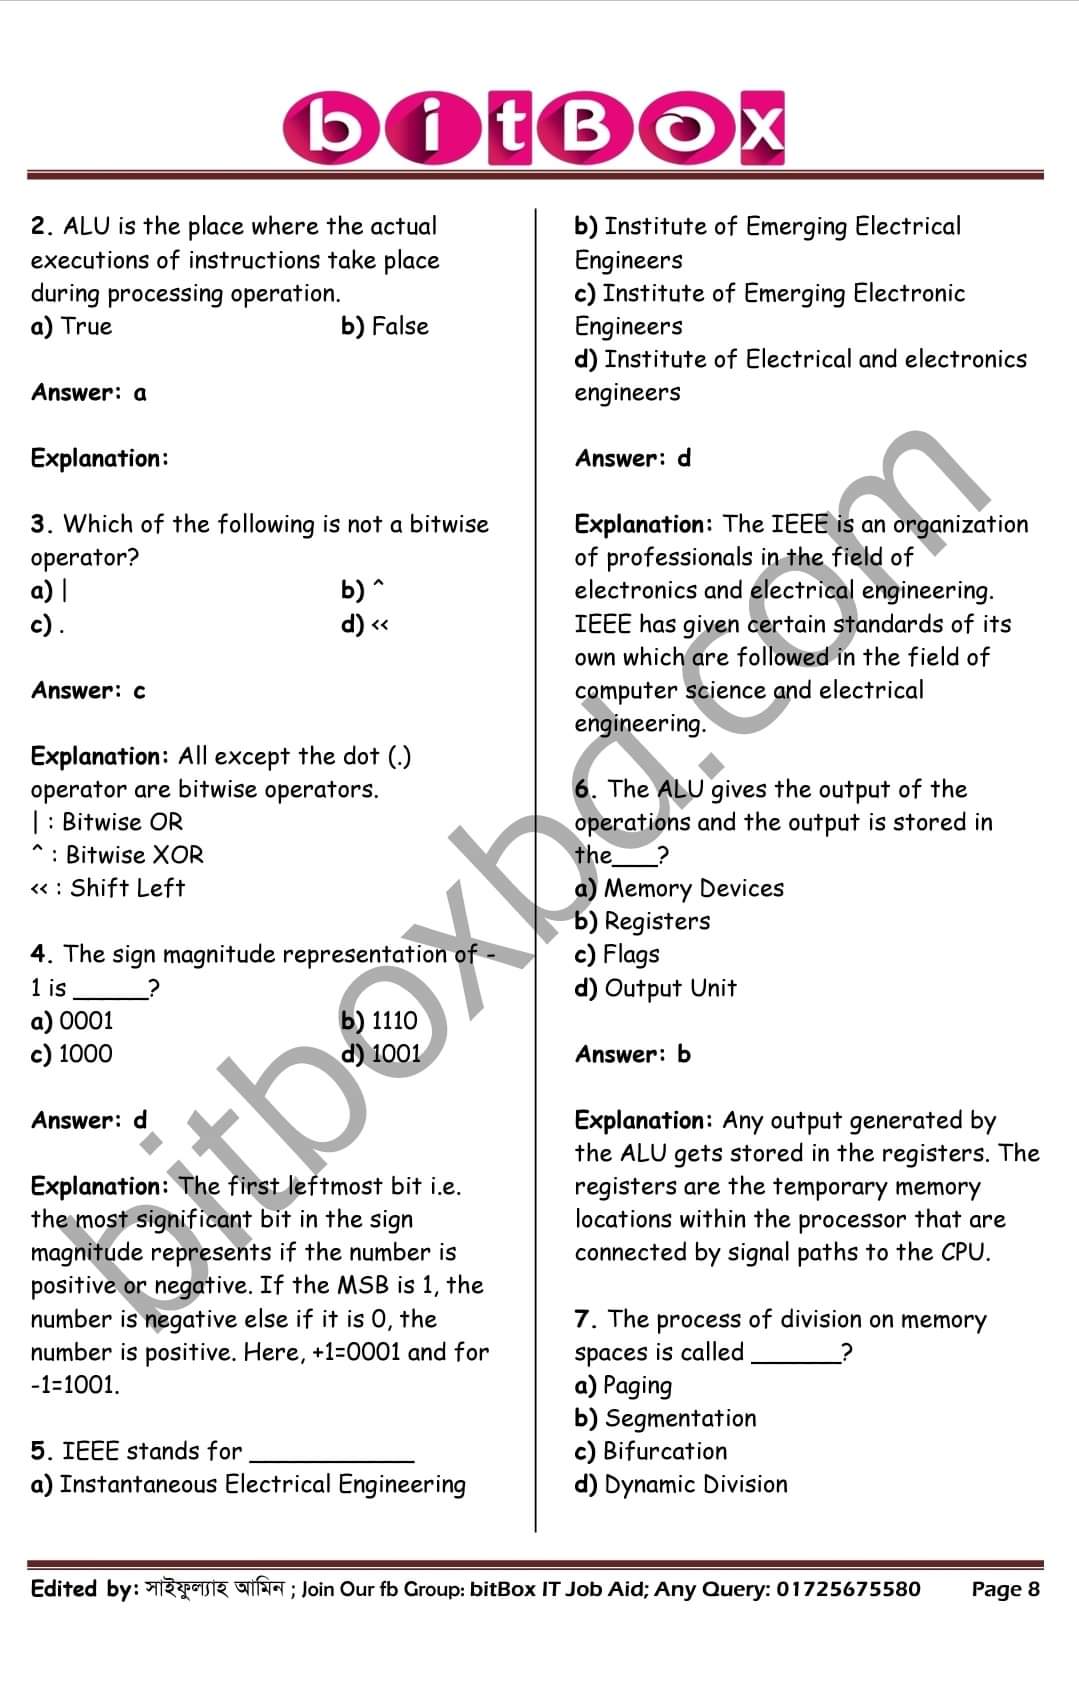 bitBox
2. ALU is the place where the actual
executions of instructions take place
during processing operation.
a) True b) False
Answer: a
Explanation:
3. Which of the following is not a bitwise
operator?
a) | b) ^
c) . d) <<
Answer: c
Explanation: All except the dot (.)
operator are bitwise operators.
| : Bitwise OR
^ : Bitwise XOR
<< : Shift Left
4. The sign magnitude representation of -
1 is ______?
a) 0001 b) 1110
c) 1000 d) 1001
Answer: d
Explanation: The first leftmost bit i.e.
the most significant bit in the sign
magnitude represents if the number is
positive or negative. If the MSB is 1, the
number is negative else if it is 0, the
number is positive. Here, +1=0001 and for
-1=1001.
5. IEEE stands for _____________
a) Instantaneous Electrical Engineering
b) Institute of Emerging Electrical
Engineers
c) Institute of Emerging Electronic
Engineers
d) Institute of Electrical and electronics
engineers
Answer: d
Explanation: The IEEE is an organization
of professionals in the field of
electronics and electrical engineering.
IEEE has given certain standards of its
own which are followed in the field of
computer science and electrical
engineering.
6. The ALU gives the output of the
operations and the output is stored in
the____?
a) Memory Devices
b) Registers
c) Flags
d) Output Unit
Answer: b
Explanation: Any output generated by
the ALU gets stored in the registers. The
registers are the temporary memory
locations within the processor that are
connected by signal paths to the CPU.
7. The process of division on memory
spaces is called _______?
a) Paging
b) Segmentation
c) Bifurcation
d) Dynamic Division
bitboxbd.com
Edited by: সাইফুল্যাহ আমিন ; Join Our fb Group: bitBox IT Job Aid; Any Query: 01725675580 Page 8